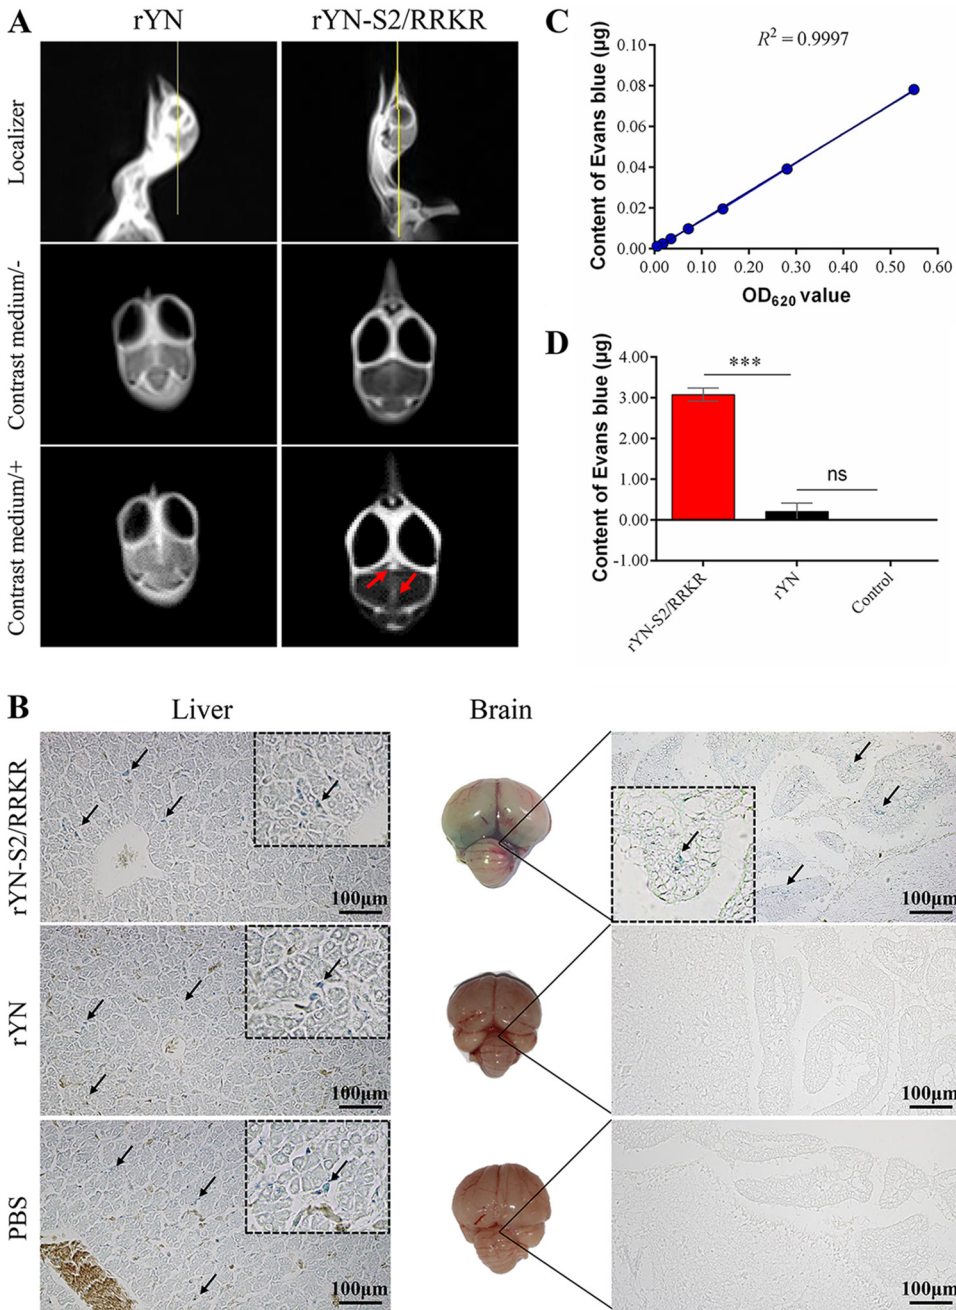 A
rYN
rYN-S2/RRKR
Localizer
Contrast medium/-
Contrast medium/+
C
R² = 0.9997
Content of Evans blue (μg)
0.10
0.08
0.06
0.04
0.02
0.00
0.00 0.10 0.20 0.30 0.40 0.50 0.60
OD₆₂₀ value
D
Content of Evans blue (μg)
4.00
3.00
2.00
1.00
0.00
-1.00
***
ns
rYN-S2/RRKR
rYN
Control
B
Liver
Brain
rYN-S2/RRKR
100μm
100μm
rYN
100μm
100μm
PBS
100μm
100μm